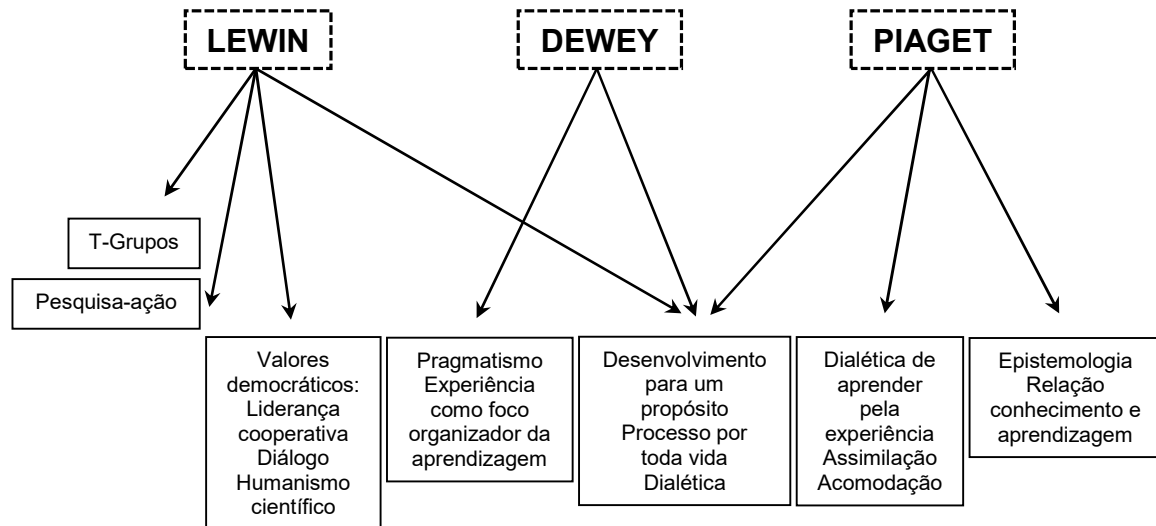 LEWIN
DEWEY
PIAGET
T-Grupos
Pesquisa-ação
Valores
democráticos:
Liderança
cooperativa
Diálogo
Humanismo
científico
Pragmatismo
Experiência
como foco
organizador da
aprendizagem
Desenvolvimento
para um
propósito
Processo por
toda vida
Dialética
Dialética de
aprender
pela
experiência
Assimilação
Acomodação
Epistemologia
Relação
conhecimento e
aprendizagem